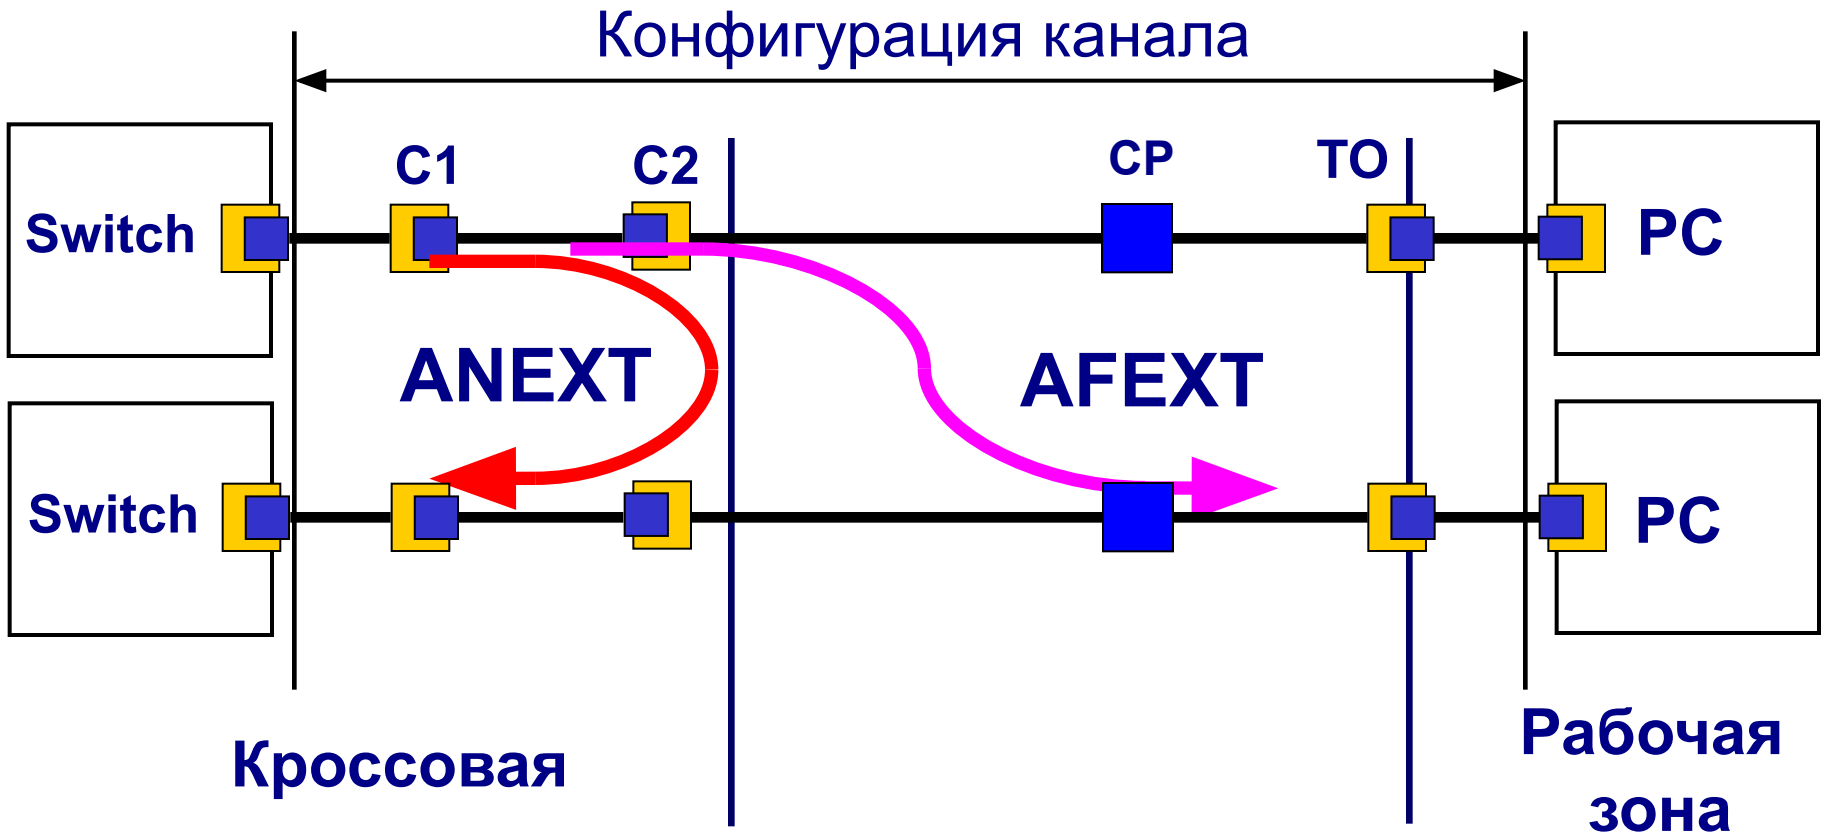 Конфигурация канала
C1
C2
CP
TO
Switch
PC
ANEXT
AFEXT
Switch
PC
Кроссовая
Рабочая
зона